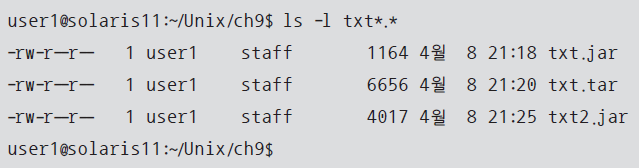 user1@solaris11:~/Unix/ch9$ ls -l txt*.*
-rw-r--r-- 1 user1 staff 1164 4월 8 21:18 txt.jar
-rw-r--r-- 1 user1 staff 6656 4월 8 21:20 txt.tar
-rw-r--r-- 1 user1 staff 4017 4월 8 21:25 txt2.jar
user1@solaris11:~/Unix/ch9$